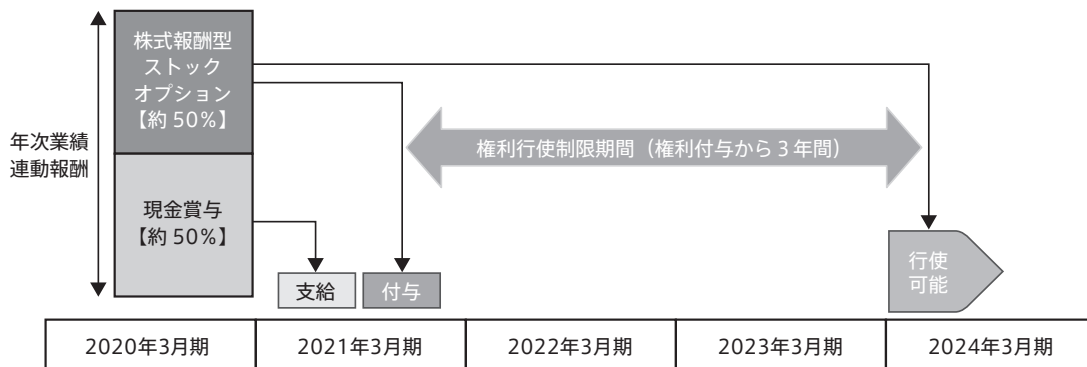 年次業績
連動報酬
株式報酬型
ストック
オプション
【約50%】
現金賞与
【約50%】
権利行使制限期間（権利付与から3年間）
支給
付与
行使
可能
2020年3月期
2021年3月期
2022年3月期
2023年3月期
2024年3月期